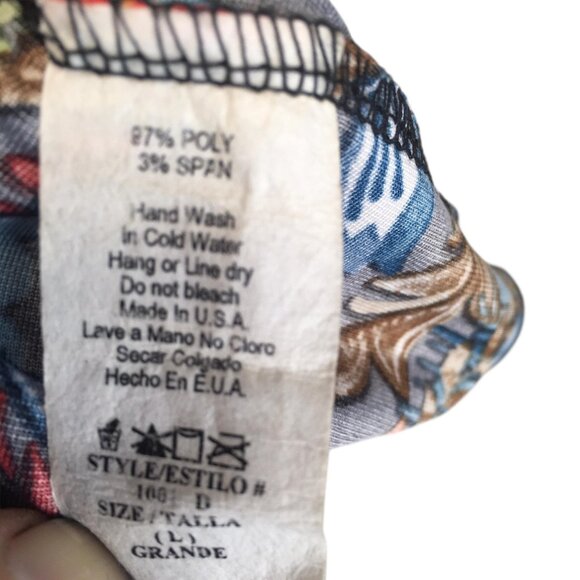 97% POLY
3% SPAN
Hand Wash
in Cold Water
Hang or Line dry
Do not bleach
Made In U.S.A.
Lave a Mano No Cloro
Secar Colgado
Hecho En E.U.A.
STYLE/ESTILO #
D
SIZE / TALLA
( L )
GRANDE